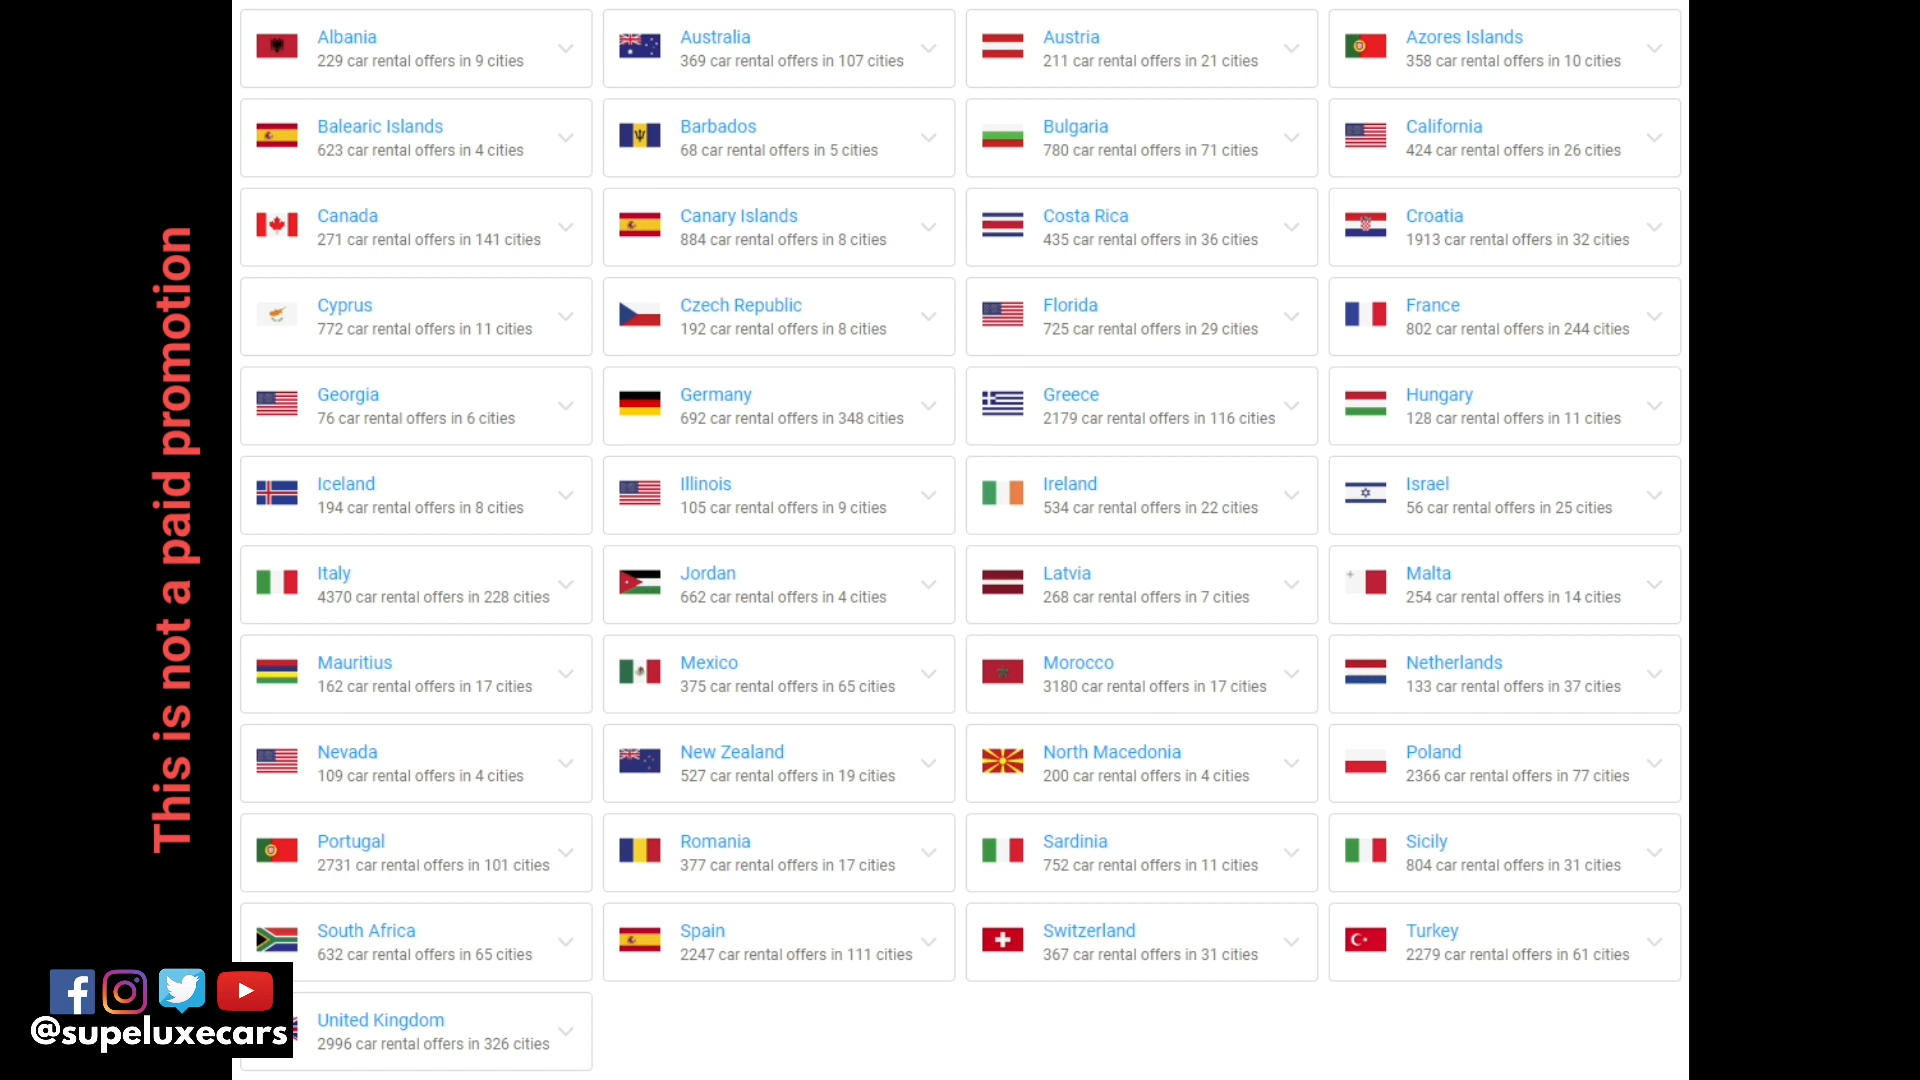 This is not a paid promotion
Albania
229 car rental offers in 9 cities
Australia
369 car rental offers in 107 cities
Austria
211 car rental offers in 21 cities
Azores Islands
358 car rental offers in 10 cities
Balearic Islands
623 car rental offers in 4 cities
Barbados
68 car rental offers in 5 cities
Bulgaria
780 car rental offers in 71 cities
California
424 car rental offers in 26 cities
Canada
271 car rental offers in 141 cities
Canary Islands
884 car rental offers in 8 cities
Costa Rica
435 car rental offers in 36 cities
Croatia
1913 car rental offers in 32 cities
Cyprus
772 car rental offers in 11 cities
Czech Republic
192 car rental offers in 8 cities
Florida
725 car rental offers in 29 cities
France
802 car rental offers in 244 cities
Georgia
76 car rental offers in 6 cities
Germany
692 car rental offers in 348 cities
Greece
2179 car rental offers in 116 cities
Hungary
128 car rental offers in 11 cities
Iceland
194 car rental offers in 8 cities
Illinois
105 car rental offers in 9 cities
Ireland
534 car rental offers in 22 cities
Israel
56 car rental offers in 25 cities
Italy
4370 car rental offers in 228 cities
Jordan
662 car rental offers in 4 cities
Latvia
268 car rental offers in 7 cities
Malta
254 car rental offers in 14 cities
Mauritius
162 car rental offers in 17 cities
Mexico
375 car rental offers in 65 cities
Morocco
3180 car rental offers in 17 cities
Netherlands
133 car rental offers in 37 cities
Nevada
109 car rental offers in 4 cities
New Zealand
527 car rental offers in 19 cities
North Macedonia
200 car rental offers in 4 cities
Poland
2366 car rental offers in 77 cities
Portugal
2731 car rental offers in 101 cities
Romania
377 car rental offers in 17 cities
Sardinia
752 car rental offers in 11 cities
Sicily
804 car rental offers in 31 cities
South Africa
632 car rental offers in 65 cities
Spain
2247 car rental offers in 111 cities
Switzerland
367 car rental offers in 31 cities
Turkey
2279 car rental offers in 61 cities
United Kingdom
2996 car rental offers in 326 cities
@supeluxecars